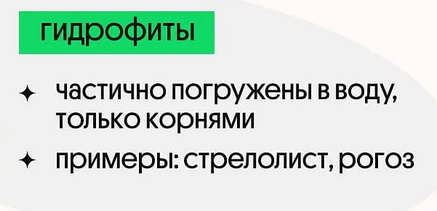 гидрофиты
частично погружены в воду,
только корнями
примеры: стрелолист, рогоз